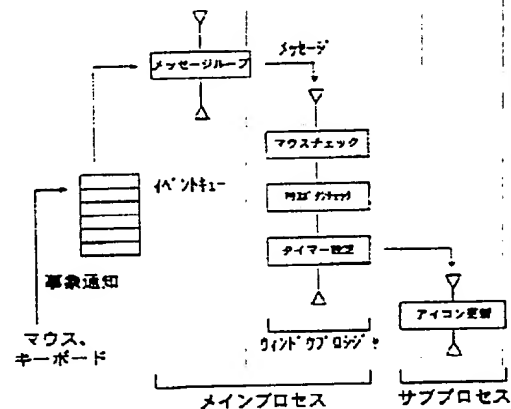 メッセージループ
メッセージ
マウスチェック
イベントキュー
タイマー設定
事象通知
アイコン更新
マウス、
キーボード
ウィンドウプロシジャ
メインプロセス
サブプロセス